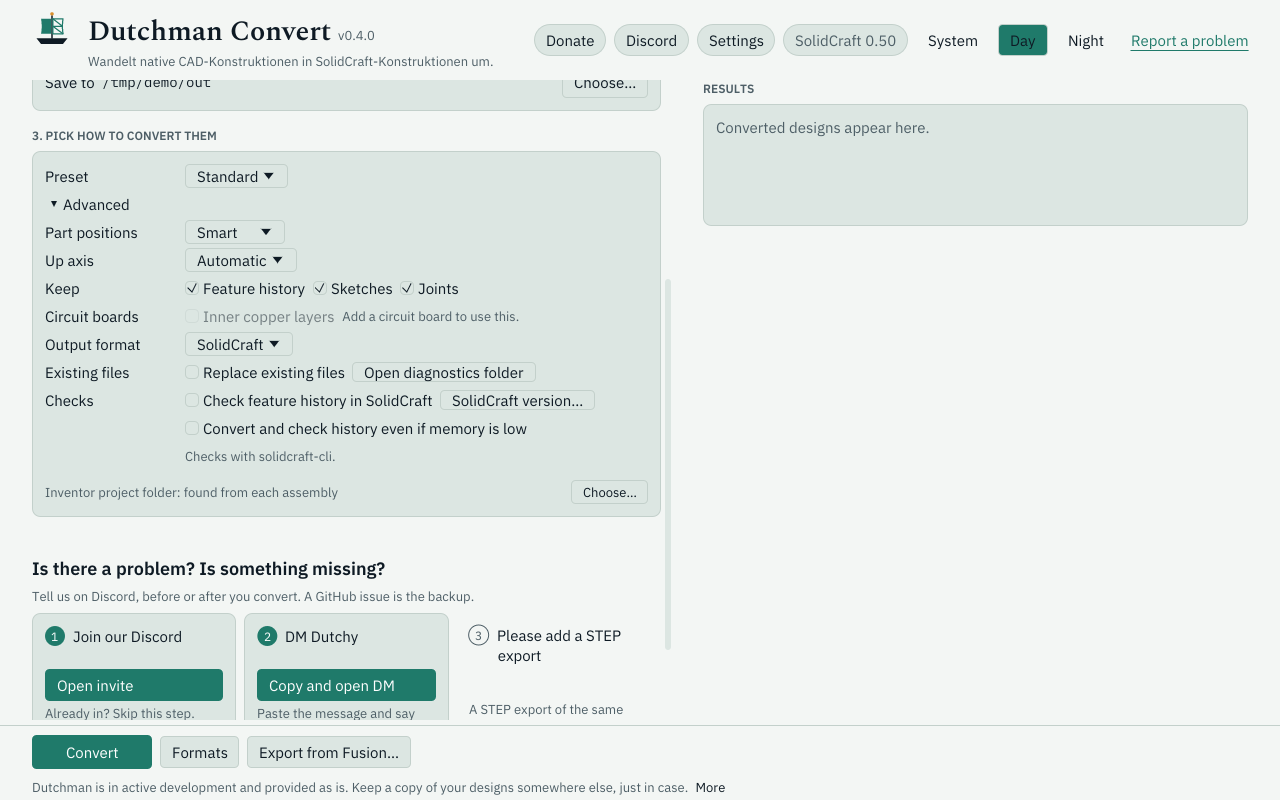 Dutchman Convert v0.4.0
Wandelt native CAD-Konstruktionen in SolidCraft-Konstruktionen um.
Donate
Discord
Settings
SolidCraft 0.50
System
Day
Night
Report a problem
Save to /tmp/demo/out
Choose...
3. PICK HOW TO CONVERT THEM
Preset Standard
Advanced
Part positions Smart
Up axis Automatic
Keep Feature history Sketches Joints
Circuit boards Inner copper layers Add a circuit board to use this.
Output format SolidCraft
Existing files Replace existing files Open diagnostics folder
Checks Check feature history in SolidCraft SolidCraft version...
Convert and check history even if memory is low
Checks with solidcraft-cli.
Inventor project folder: found from each assembly Choose...
RESULTS
Converted designs appear here.
Is there a problem? Is something missing?
Tell us on Discord, before or after you convert. A GitHub issue is the backup.
1 Join our Discord
Open invite
Already in? Skip this step.
2 DM Dutchy
Copy and open DM
Paste the message and say
3 Please add a STEP
export
A STEP export of the same
Convert
Formats
Export from Fusion...
Dutchman is in active development and provided as is. Keep a copy of your designs somewhere else, just in case. More